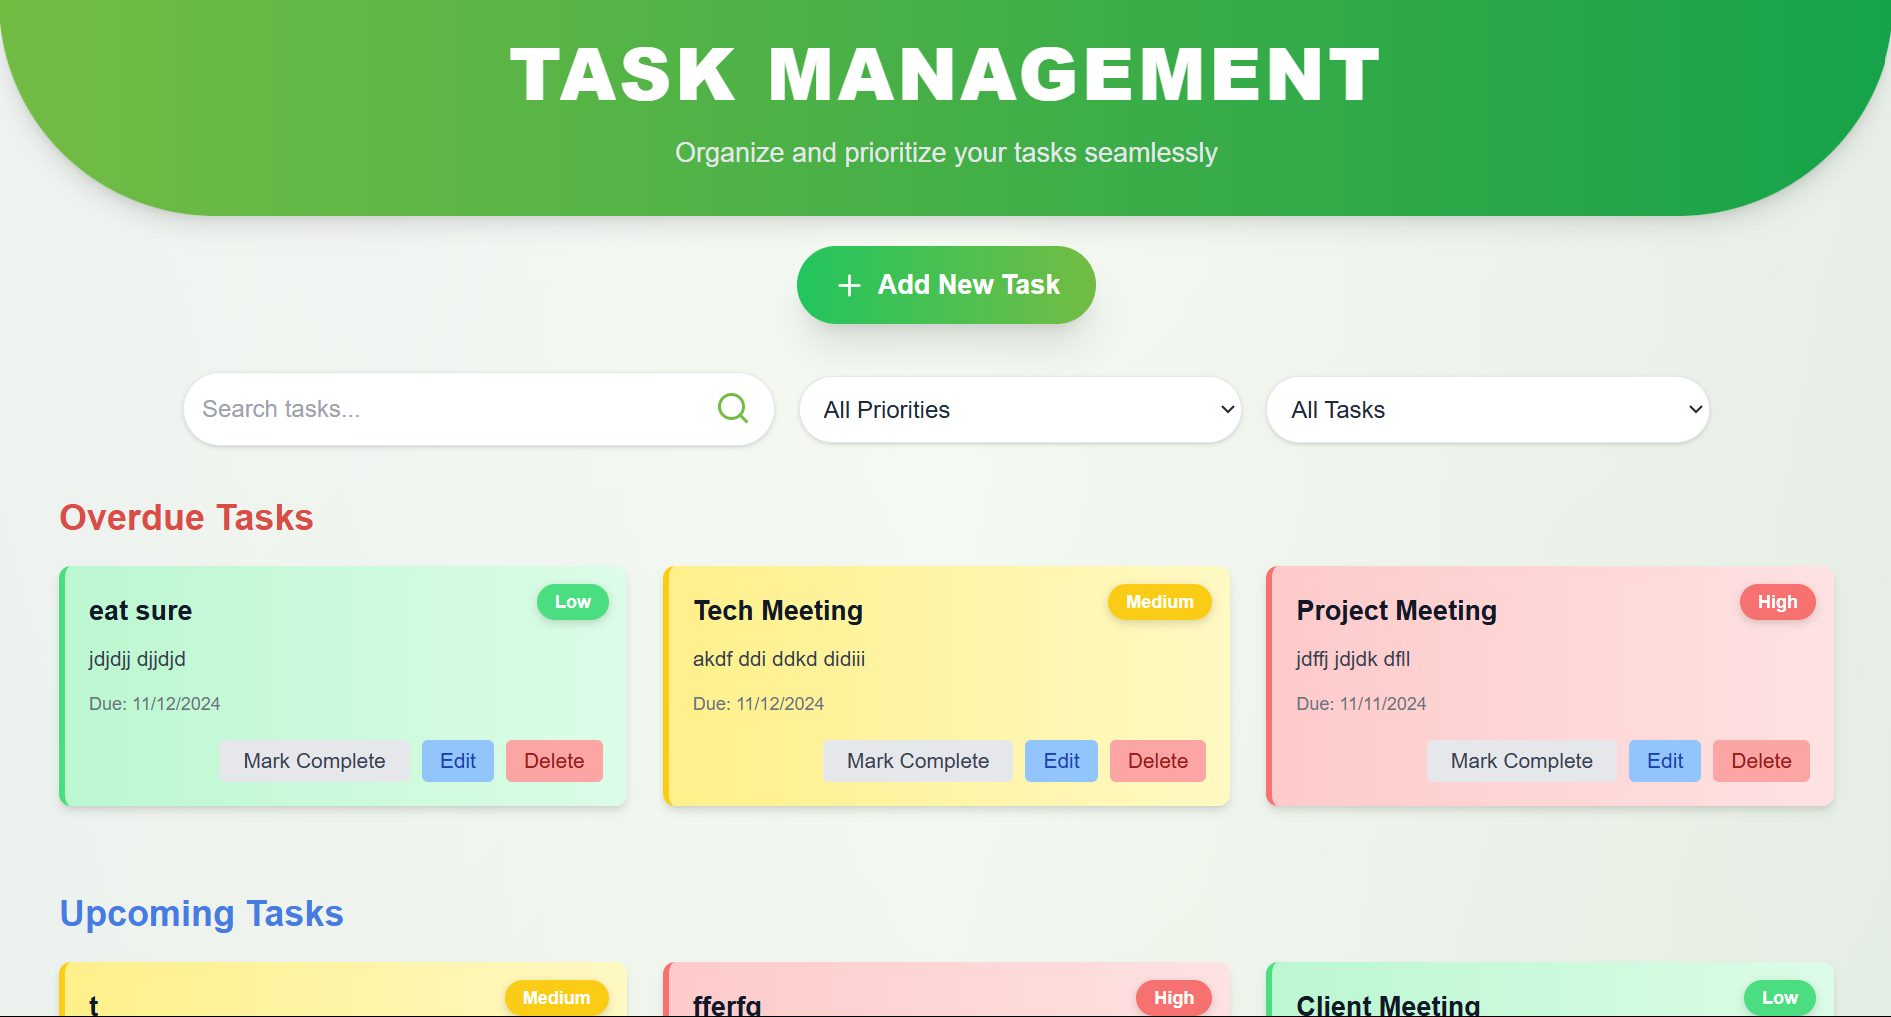 TASK MANAGEMENT
Organize and prioritize your tasks seamlessly
Add New Task
Search tasks...
All Priorities
All Tasks
Overdue Tasks
eat sure
Low
jdjdjj djjdjd
Due: 11/12/2024
Mark Complete
Edit
Delete
Tech Meeting
Medium
akdf ddi ddkd didiii
Due: 11/12/2024
Mark Complete
Edit
Delete
Project Meeting
High
jdffj jdjdk dfll
Due: 11/11/2024
Mark Complete
Edit
Delete
Upcoming Tasks
t
Medium
fferfg
High
Client Meeting
Low